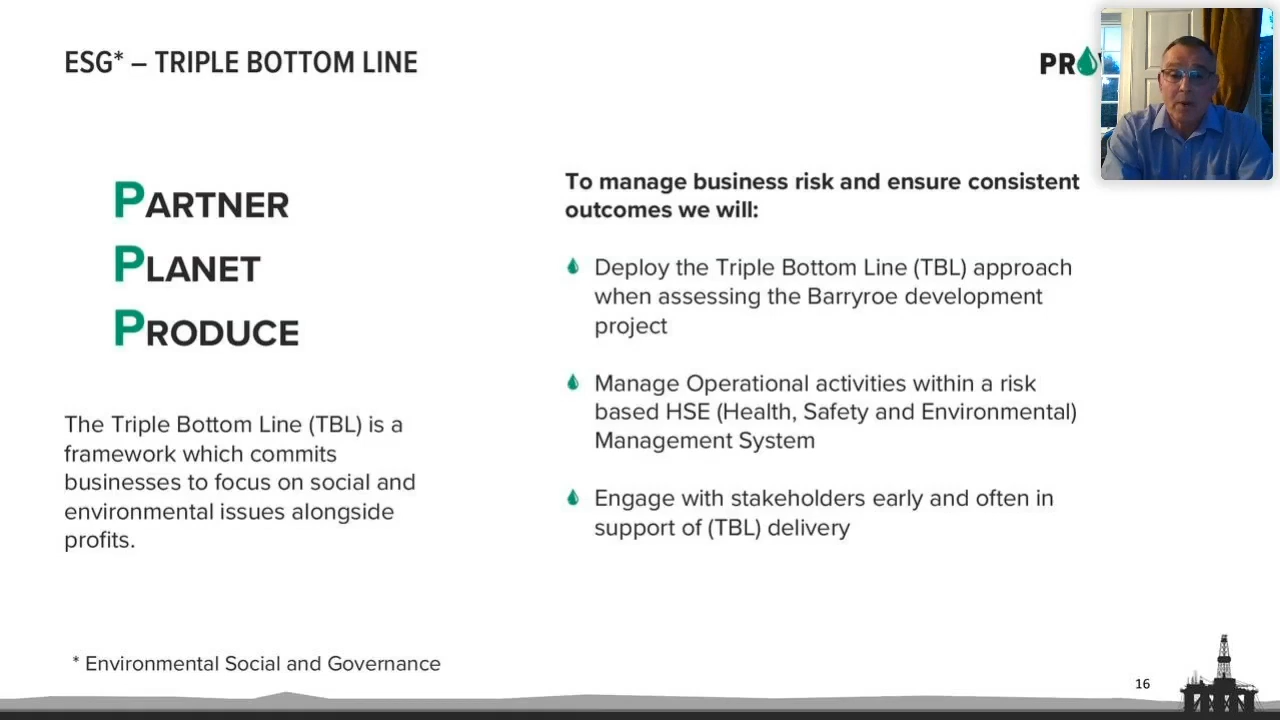 ESG* – TRIPLE BOTTOM LINE
PARTNER
PLANET
PRODUCE
The Triple Bottom Line (TBL) is a
framework which commits
businesses to focus on social and
environmental issues alongside
profits.
To manage business risk and ensure consistent
outcomes we will:
Deploy the Triple Bottom Line (TBL) approach
when assessing the Barryroe development
project
Manage Operational activities within a risk
based HSE (Health, Safety and Environmental)
Management System
Engage with stakeholders early and often in
support of (TBL) delivery
* Environmental Social and Governance
16